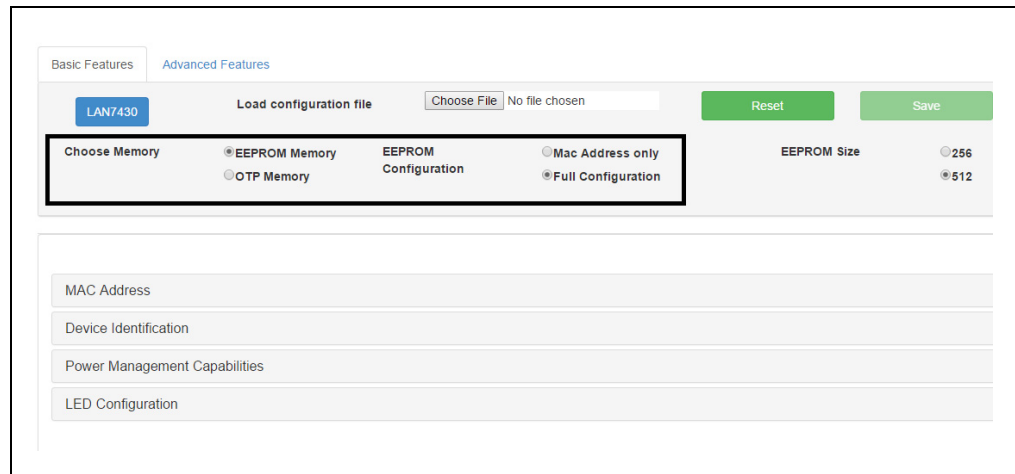 Basic Features Advanced Features
LAN7430 Load configuration file Choose File No file chosen Reset Save
Choose Memory EEPROM Memory EEPROM Configuration Mac Address only EEPROM Size 256
OTP Memory Full Configuration 512
MAC Address
Device Identification
Power Management Capabilities
LED Configuration